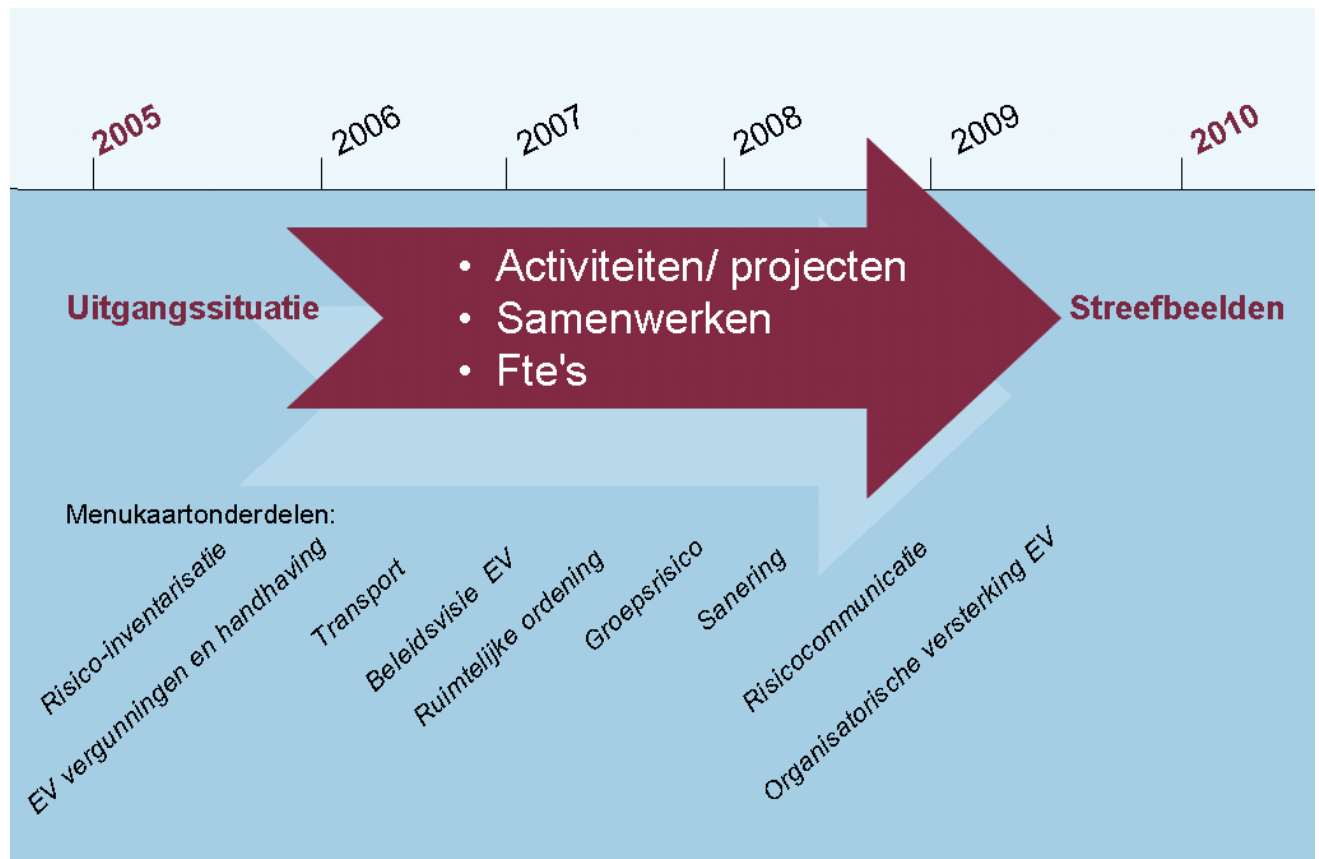 2005
2006
2007
2008
2009
2010
Uitgangssituatie
• Activiteiten/ projecten
• Samenwerken
• Fte's
Streefbeelden
Menukaartonderdelen:
Risico-inventarisatie
EV vergunningen en handhaving
Transport
Beleidsvisie EV
Ruimtelijke ordening
Groepsrisico
Sanering
Risicocommunicatie
Organisatorische versterking EV